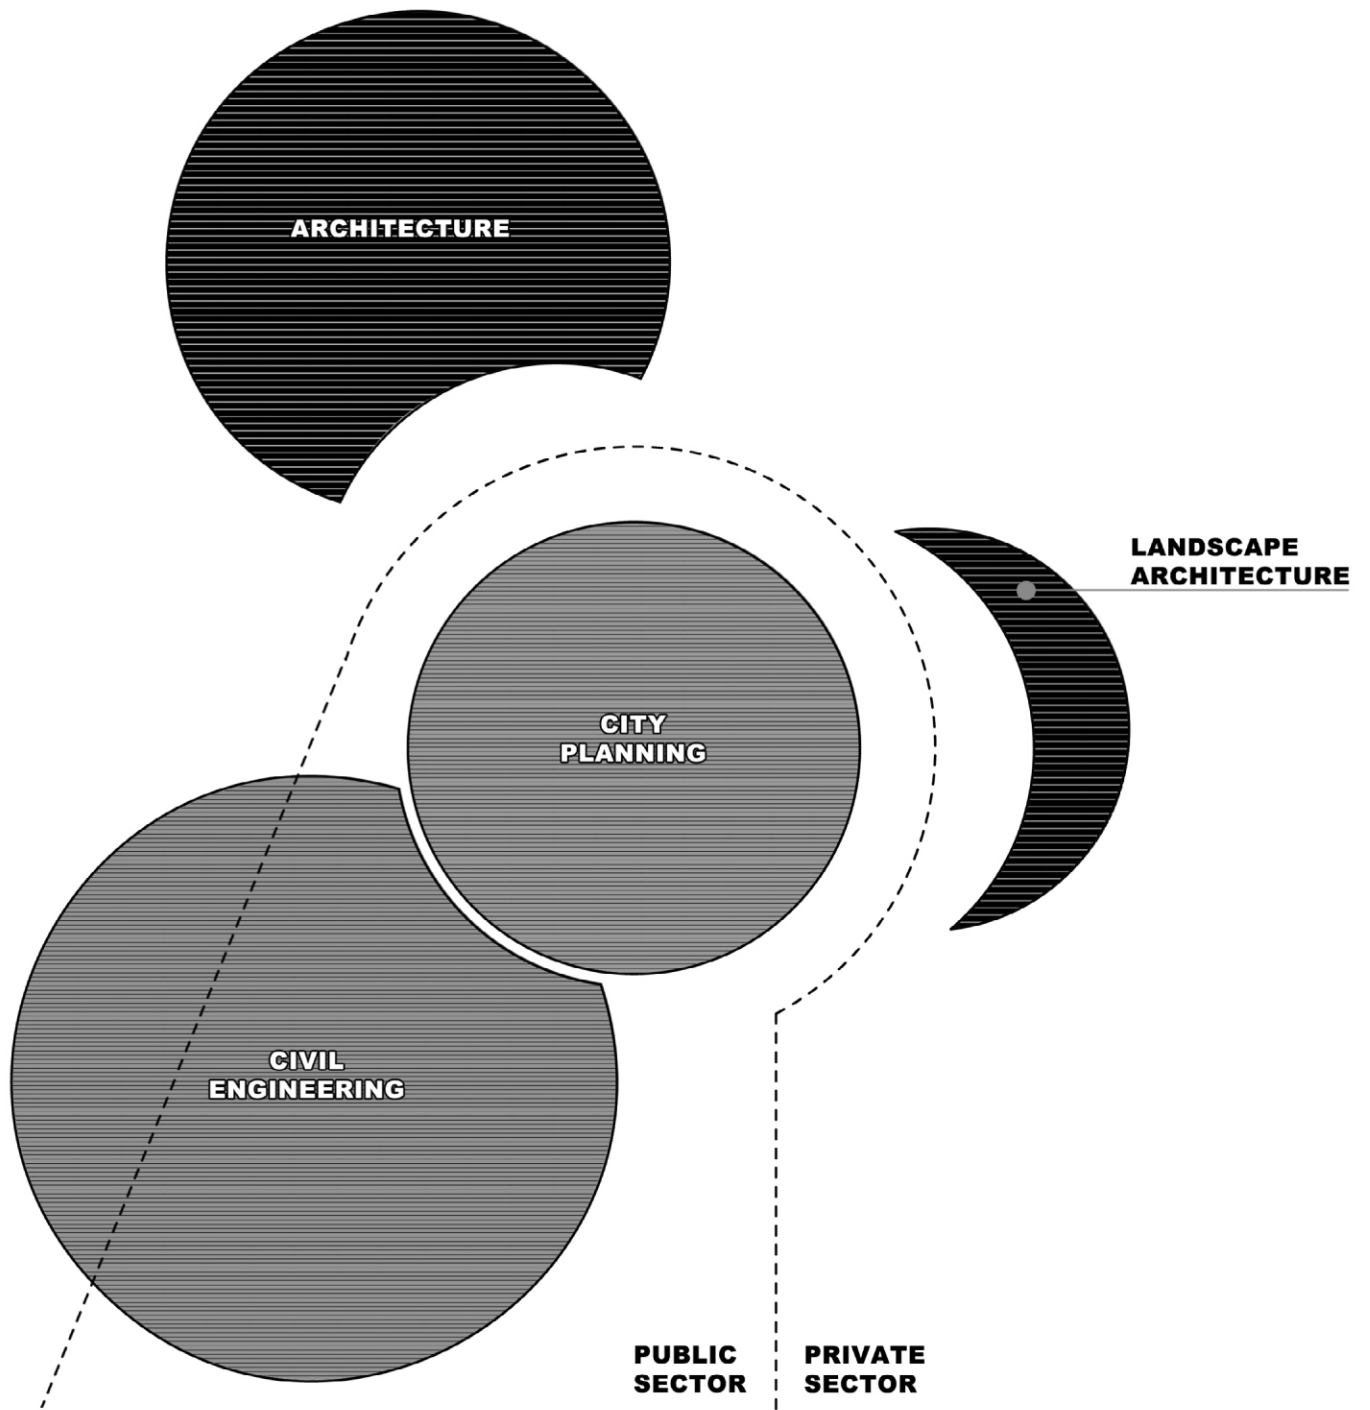 ARCHITECTURE
LANDSCAPE
ARCHITECTURE
CITY
PLANNING
CIVIL
ENGINEERING
PUBLIC
SECTOR
PRIVATE
SECTOR